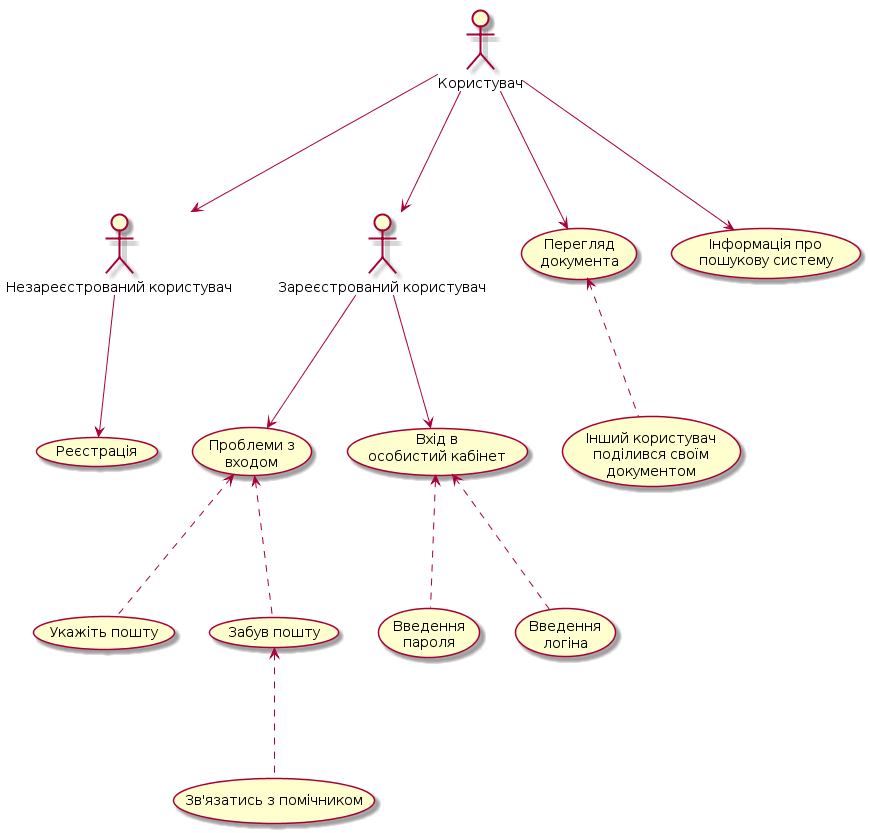 Користувач
Незареєстрований користувач
Зареєстрований користувач
Перегляд
документа
Інформація про
пошукову систему
Реєстрація
Проблеми з
входом
Вхід в
особистий кабінет
Інший користувач
поділився своїм
документом
Укажіть пошту
Забув пошту
Введення
пароля
Введення
логіна
Зв'язатись з помічником